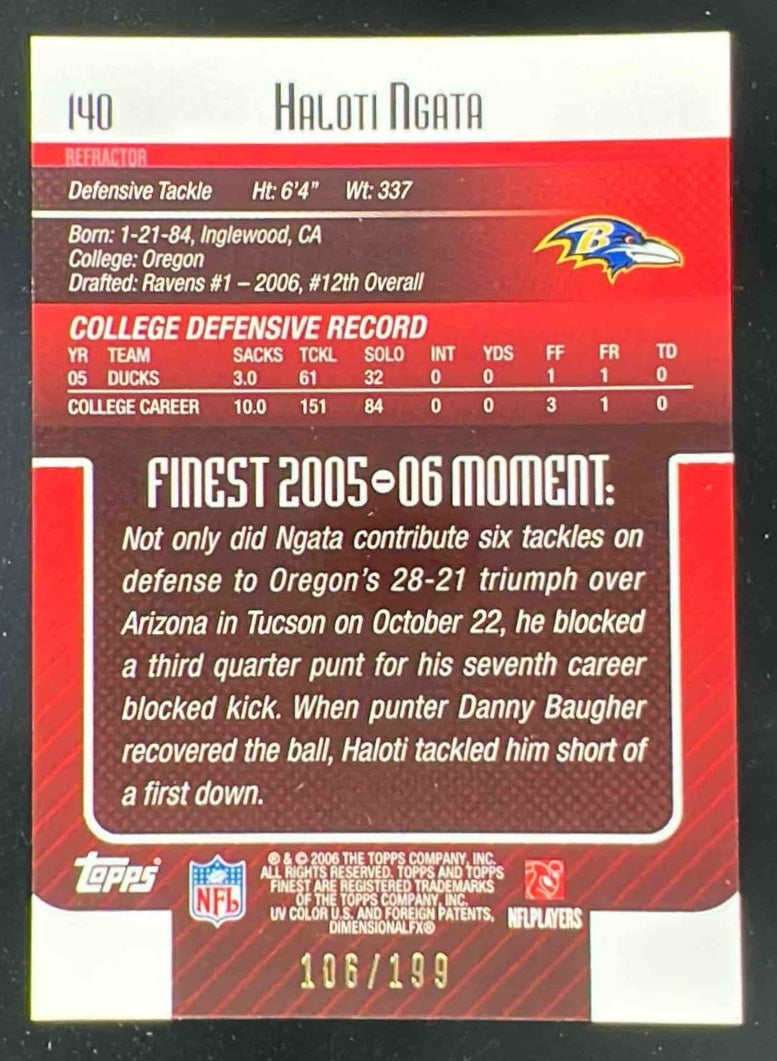 140 HALOTI NGATA
REFRACTOR
Defensive Tackle Ht: 6'4" Wt: 337
Born: 1-21-84, Inglewood, CA
College: Oregon
Drafted: Ravens #1 – 2006, #12th Overall
B
COLLEGE DEFENSIVE RECORD
YR TEAM SACKS TCKL SOLO INT YDS FF FR TD
05 DUCKS 3.0 61 32 0 0 1 1 0
COLLEGE CAREER 10.0 151 84 0 0 3 1 0
FINEST 2005-06 MOMENT:
Not only did Ngata contribute six tackles on
defense to Oregon's 28-21 triumph over
Arizona in Tucson on October 22, he blocked
a third quarter punt for his seventh career
blocked kick. When punter Danny Baugher
recovered the ball, Haloti tackled him short of
a first down.
Topps®
NFL
® & © 2006 THE TOPPS COMPANY, INC.
ALL RIGHTS RESERVED. TOPPS AND TOPPS
FINEST ARE REGISTERED TRADEMARKS
OF THE TOPPS COMPANY, INC.
UV COLOR U.S. AND FOREIGN PATENTS,
DIMENSIONALFX®
NFLPLAYERS
106/199